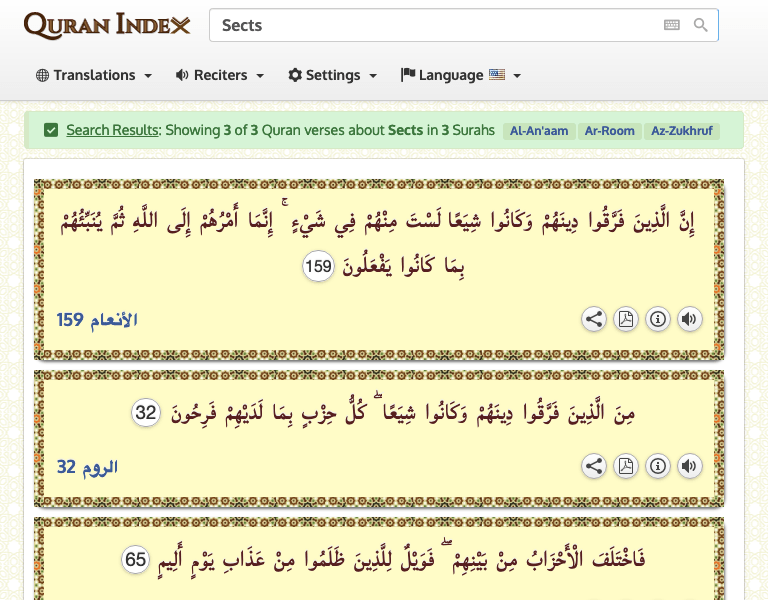 QURAN INDEX
Sects
Translations Reciters Settings Language
Search Results: Showing 3 of 3 Quran verses about Sects in 3 Surahs Al-An'aam Ar-Room Az-Zukhruf
إِنَّ الَّذِينَ فَرَّقُوا دِينَهُمْ وَكَانُوا شِيَعًا لَسْتَ مِنْهُمْ فِي شَيْءٍ ۚ إِنَّمَا أَمْرُهُمْ إِلَى اللَّهِ ثُمَّ يُنَبِّئُهُمْ
بِمَا كَانُوا يَفْعَلُونَ 159
الأنعام 159
مِنَ الَّذِينَ فَرَّقُوا دِينَهُمْ وَكَانُوا شِيَعًا ۖ كُلُّ حِزْبٍ بِمَا لَدَيْهِمْ فَرِحُونَ 32
الروم 32
فَاخْتَلَفَ الْأَحْزَابُ مِنْ بَيْنِهِمْ ۖ فَوَيْلٌ لِلَّذِينَ ظَلَمُوا مِنْ عَذَابِ يَوْمٍ أَلِيمٍ 65